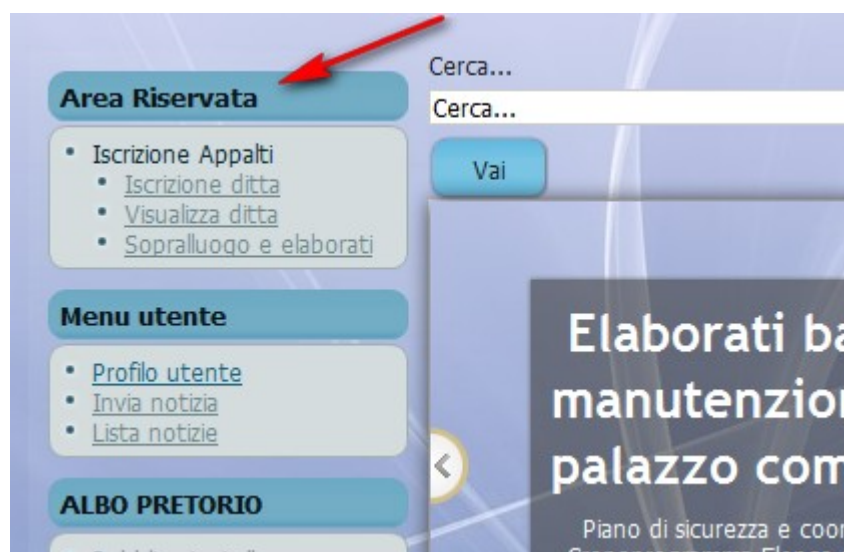 Area Riservata
Iscrizione Appalti
Iscrizione ditta
Visualizza ditta
Sopralluogo e elaborati
Menu utente
Profilo utente
Invia notizia
Lista notizie
ALBO PRETORIO
Cerca...
Cerca...
Vai
Elaborati ba
manutenzion
palazzo com
Piano di sicurezza e coor